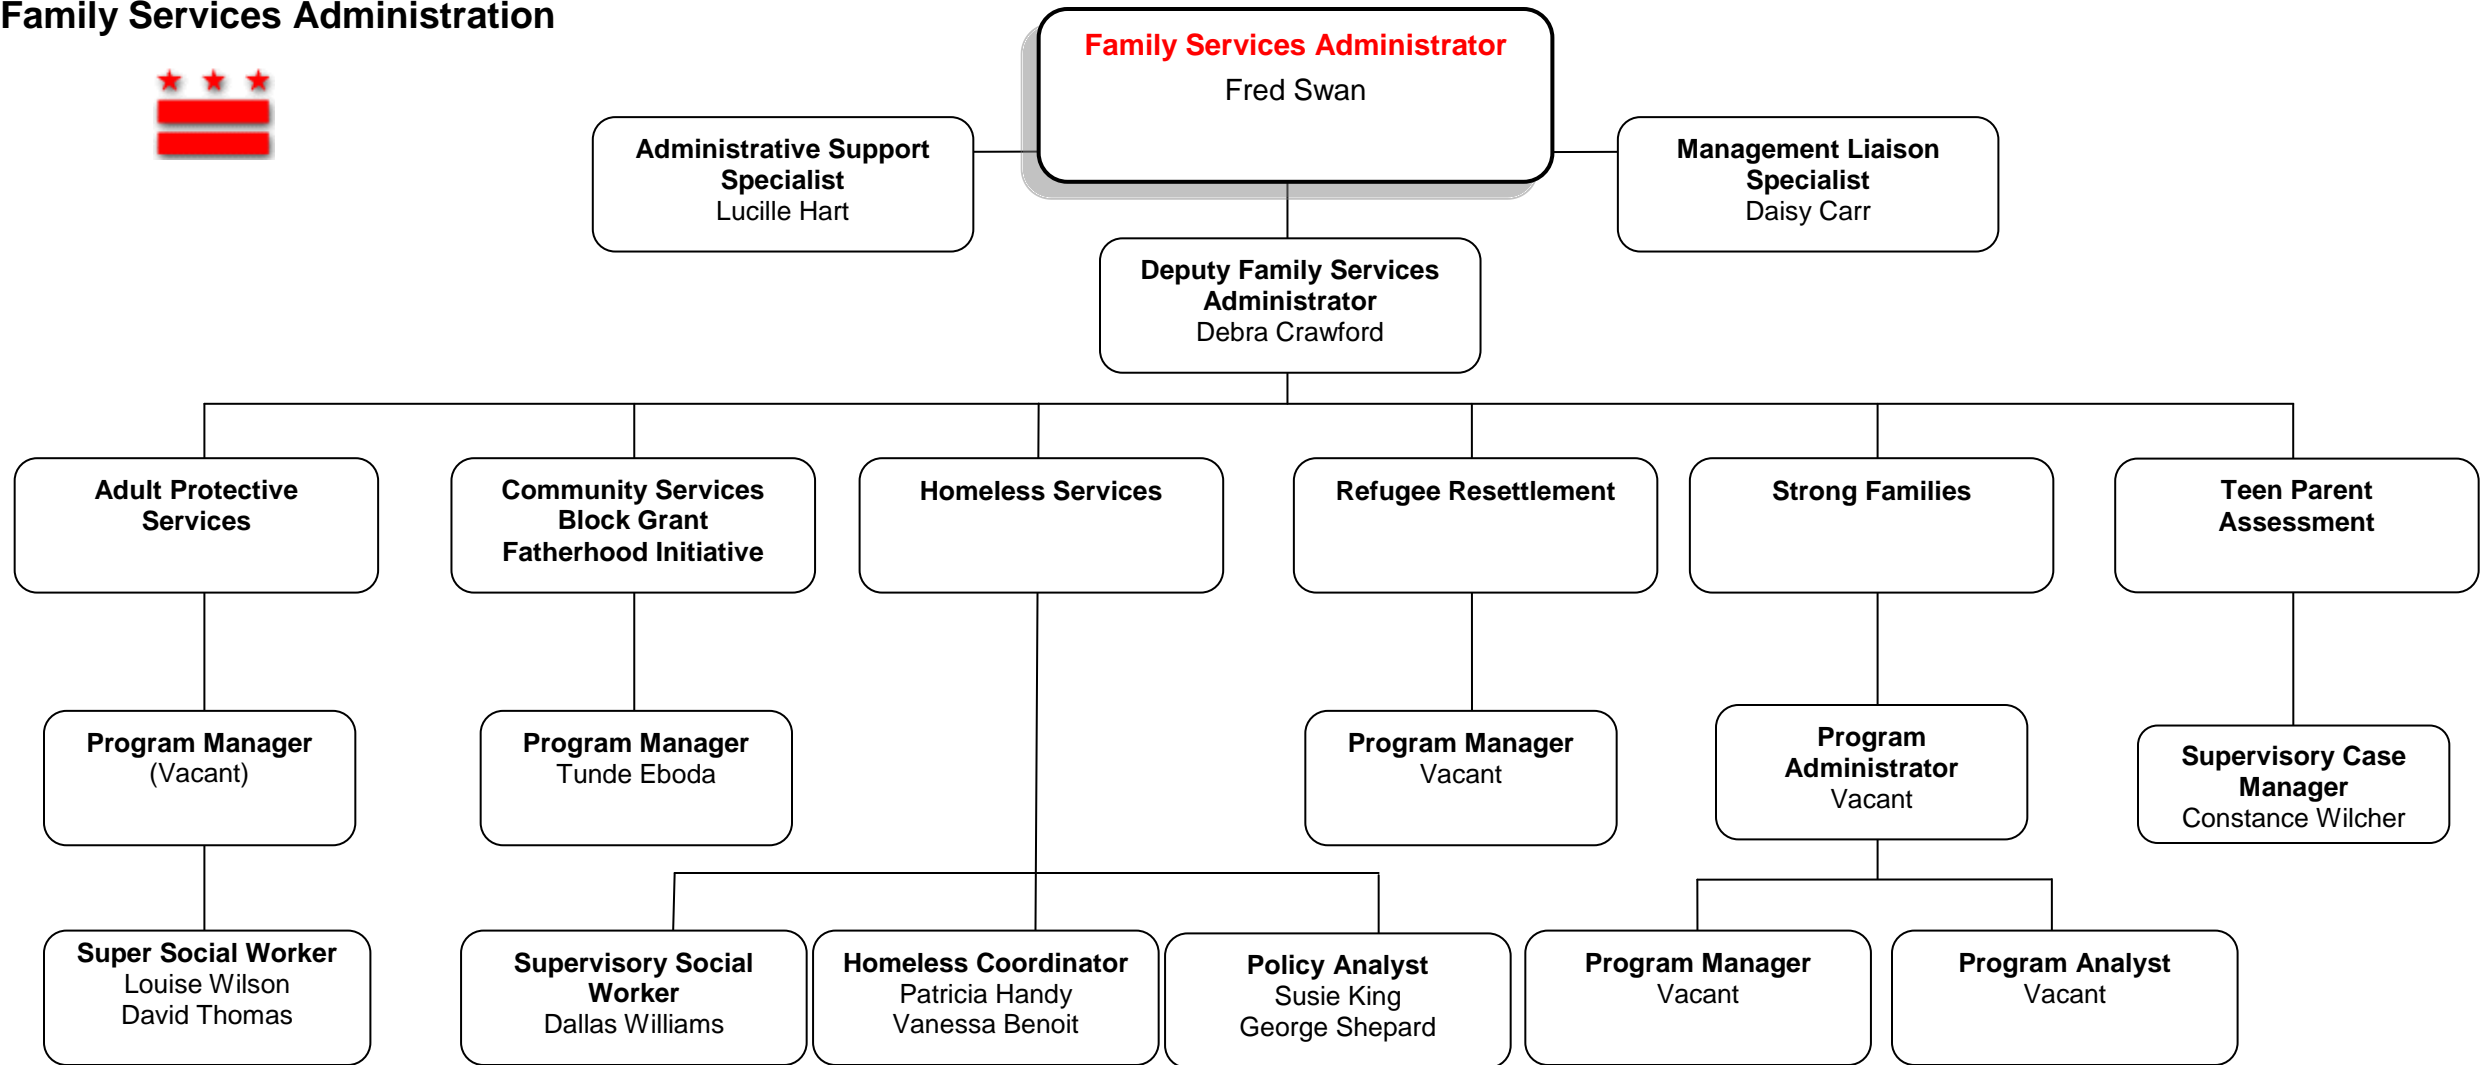 Family Services Administration
Family Services Administrator
Fred Swan
Administrative Support
Specialist
Lucille Hart
Management Liaison
Specialist
Daisy Carr
Deputy Family Services
Administrator
Debra Crawford
Adult Protective
Services
Community Services
Block Grant
Fatherhood Initiative
Homeless Services
Refugee Resettlement
Strong Families
Teen Parent
Assessment
Program Manager
(Vacant)
Program Manager
Tunde Eboda
Program Manager
Vacant
Program
Administrator
Vacant
Supervisory Case
Manager
Constance Wilcher
Super Social Worker
Louise Wilson
David Thomas
Supervisory Social
Worker
Dallas Williams
Homeless Coordinator
Patricia Handy
Vanessa Benoit
Policy Analyst
Susie King
George Shepard
Program Manager
Vacant
Program Analyst
Vacant